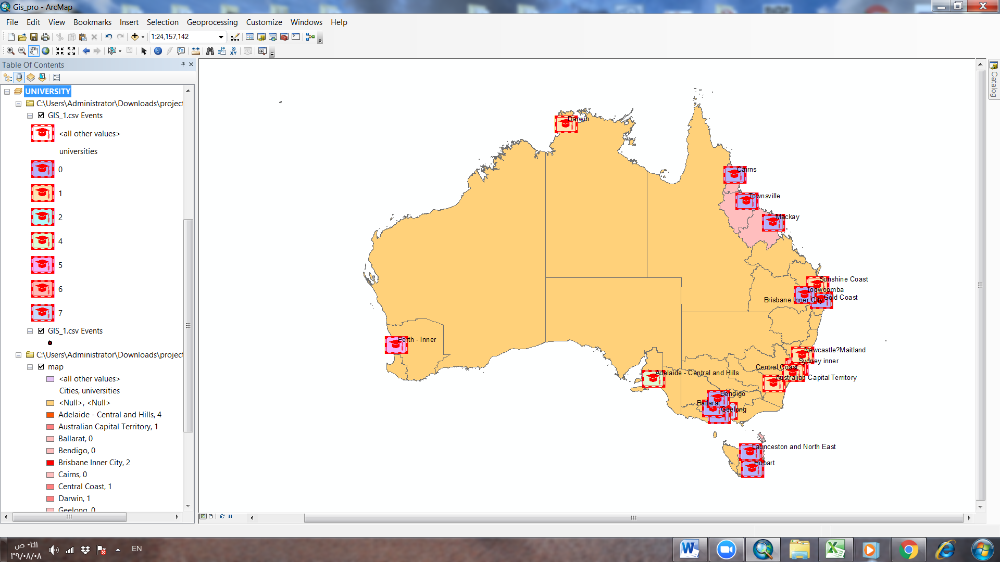 Gis_pro - ArcMap
File Edit View Bookmarks Insert Selection Geoprocessing Customize Windows Help
1:24,157,142
Table Of Contents
UNIVERSITY
C:\Users\Administrator\Downloads\project
GIS_1.csv Events
<all other values>
universities
0
1
2
4
5
6
7
GIS_1.csv Events
C:\Users\Administrator\Downloads\project
map
<all other values>
Cities, universities
<Null>, <Null>
Adelaide - Central and Hills, 4
Australian Capital Territory, 1
Ballarat, 0
Bendigo, 0
Brisbane Inner City, 2
Cairns, 0
Central Coast, 1
Darwin, 1
Geelong, 0
Darwin
Cairns
Townsville
Mackay
Sunshine Coast
Toowoomba
Gold Coast
Brisbane Inner City
Perth - Inner
Newcastle?Maitland
Sydney inner
Central Coast
Adelaide - Central and Hills
Australian Capital Territory
Bendigo
Ballarat
Geelong
Launceston and North East
Hobart
Catalog
EN
٠١:١١ ص
٣٩/٠٨/٠٨